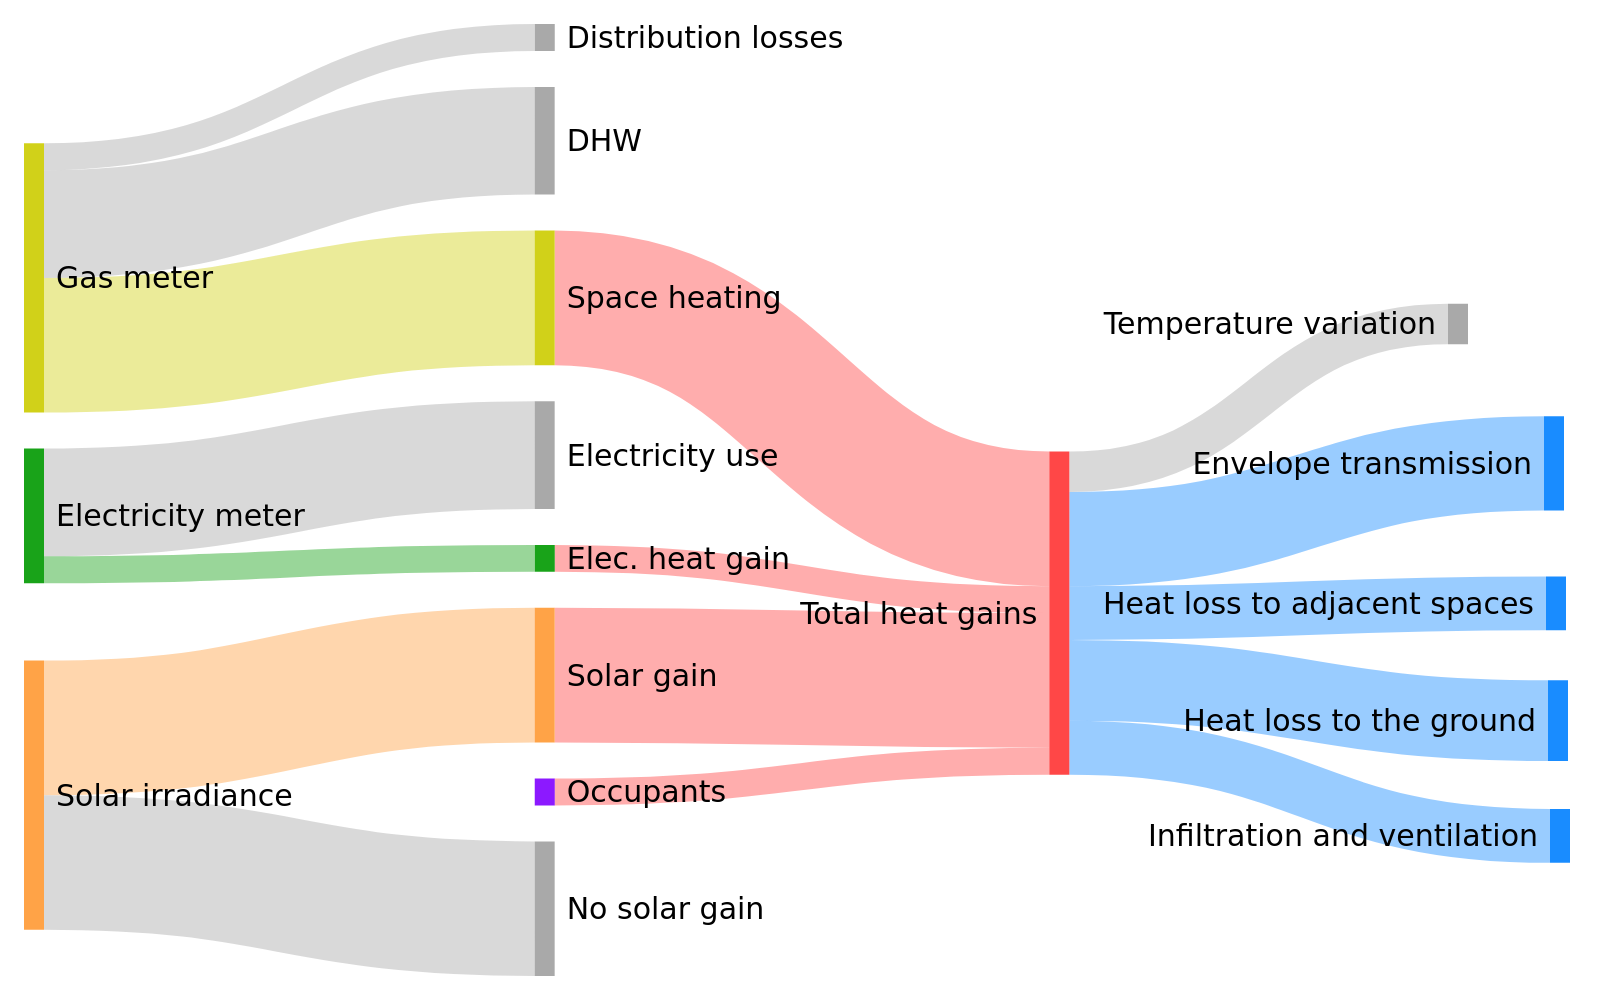 Distribution losses
DHW
Gas meter
Space heating
Temperature variation
Electricity use
Envelope transmission
Electricity meter
Elec. heat gain
Total heat gains
Heat loss to adjacent spaces
Solar gain
Heat loss to the ground
Solar irradiance
Occupants
Infiltration and ventilation
No solar gain